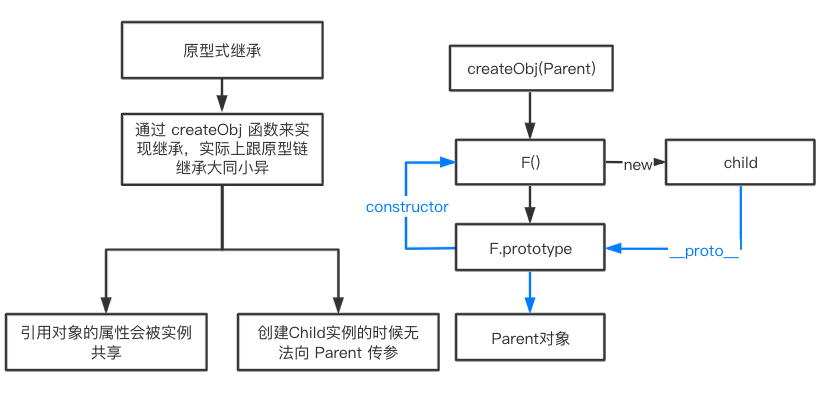 原型式继承
通过 createObj 函数来实
现继承，实际上跟原型链
继承大同小异
引用对象的属性会被实例
共享
创建Child实例的时候无
法向 Parent 传参
createObj(Parent)
F()
new
child
constructor
F.prototype
__proto__
Parent对象